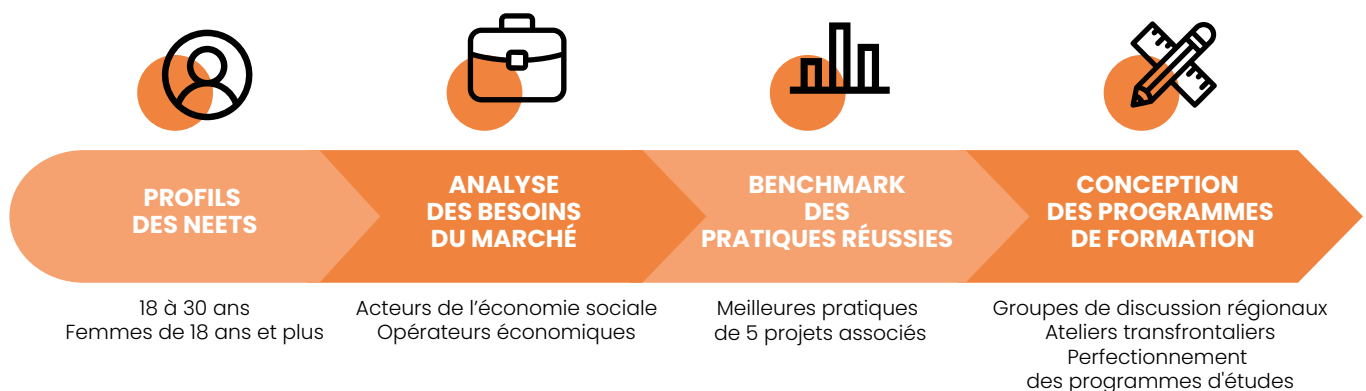 PROFILS
DES NEETS
18 à 30 ans
Femmes de 18 ans et plus
ANALYSE
DES BESOINS
DU MARCHÉ
Acteurs de l’économie sociale
Opérateurs économiques
BENCHMARK
DES
PRATIQUES RÉUSSIES
Meilleures pratiques
de 5 projets associés
CONCEPTION
DES PROGRAMMES
DE FORMATION
Groupes de discussion régionaux
Ateliers transfrontaliers
Perfectionnement
des programmes d'études